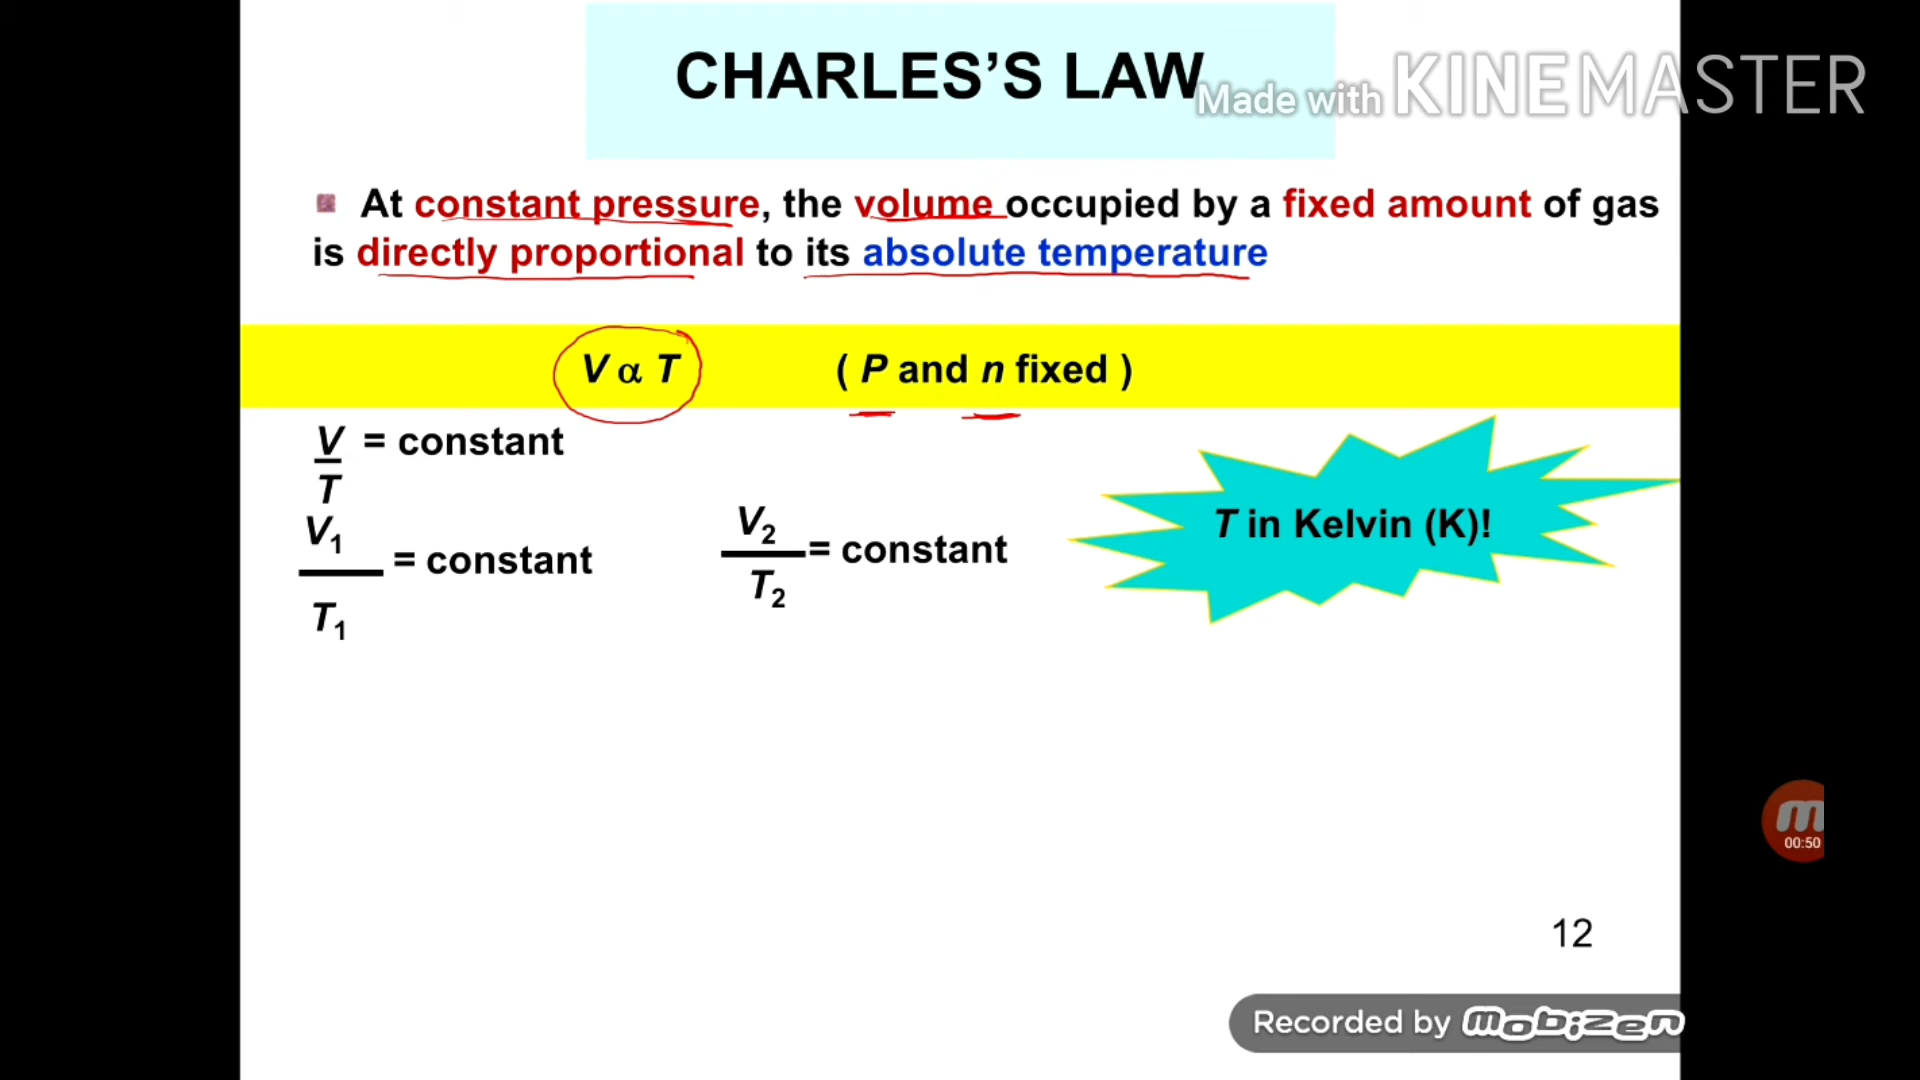 CHARLES’S LAW
Made with KINEMASTER
At constant pressure, the volume occupied by a fixed amount of gas
is directly proportional to its absolute temperature
V α T ( P and n fixed )
V = constant
T
V1 = constant
T1
V2 = constant
T2
T in Kelvin (K)!
00:50
12
Recorded by mobizen